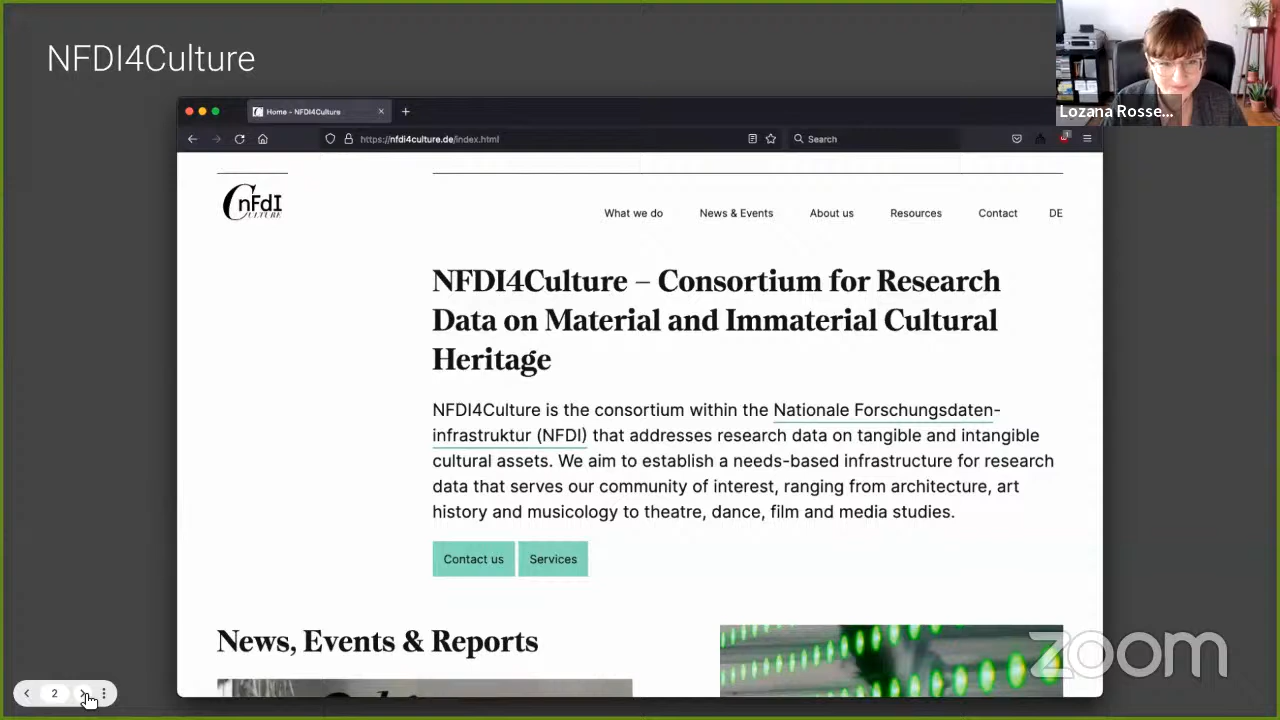 NFDI4Culture
Lozana Rosse...
Home - NFDI4Culture
https://nfdi4culture.de/index.html
Search
1
CnFdI
CULTURE
What we do
News & Events
About us
Resources
Contact
DE
NFDI4Culture – Consortium for Research
Data on Material and Immaterial Cultural
Heritage
NFDI4Culture is the consortium within the Nationale Forschungsdaten-
infrastruktur (NFDI) that addresses research data on tangible and intangible
cultural assets. We aim to establish a needs-based infrastructure for research
data that serves our community of interest, ranging from architecture, art
history and musicology to theatre, dance, film and media studies.
Contact us
Services
News, Events & Reports
zoom
2